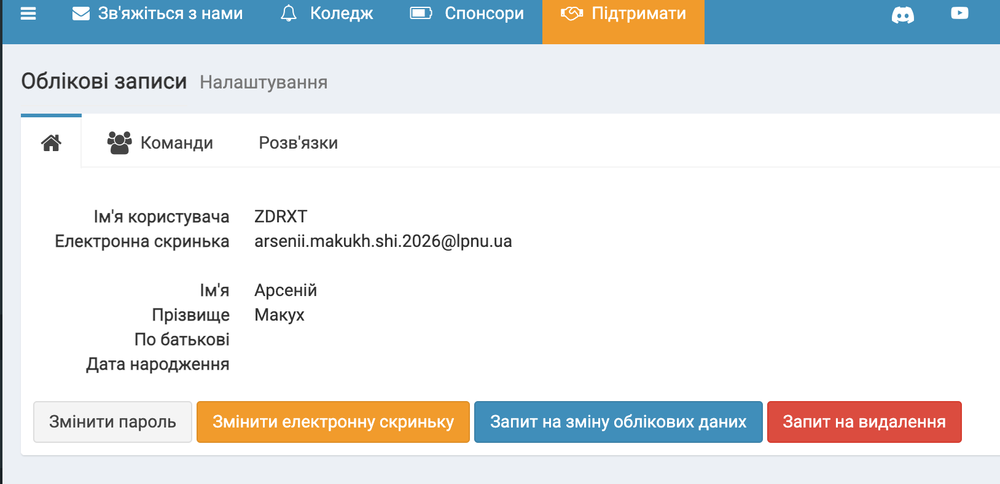 Зв'яжіться з нами Коледж Спонсори Підтримати
Облікові записи Налаштування
Команди Розв'язки
Ім'я користувача ZDRXT
Електронна скринька arsenii.makukh.shi.2026@lpnu.ua
Ім'я Арсеній
Прізвище Макух
По батькові
Дата народження
Змінити пароль Змінити електронну скриньку Запит на зміну облікових даних Запит на видалення